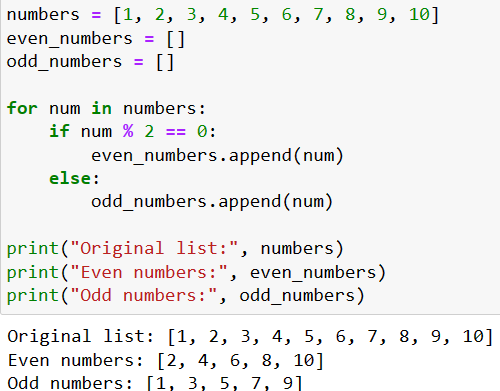 numbers = [1, 2, 3, 4, 5, 6, 7, 8, 9, 10]
even_numbers = []
odd_numbers = []

for num in numbers:
    if num % 2 == 0:
        even_numbers.append(num)
    else:
        odd_numbers.append(num)

print("Original list:", numbers)
print("Even numbers:", even_numbers)
print("Odd numbers:", odd_numbers)
Original list: [1, 2, 3, 4, 5, 6, 7, 8, 9, 10]
Even numbers: [2, 4, 6, 8, 10]
Odd numbers: [1, 3, 5, 7, 9]